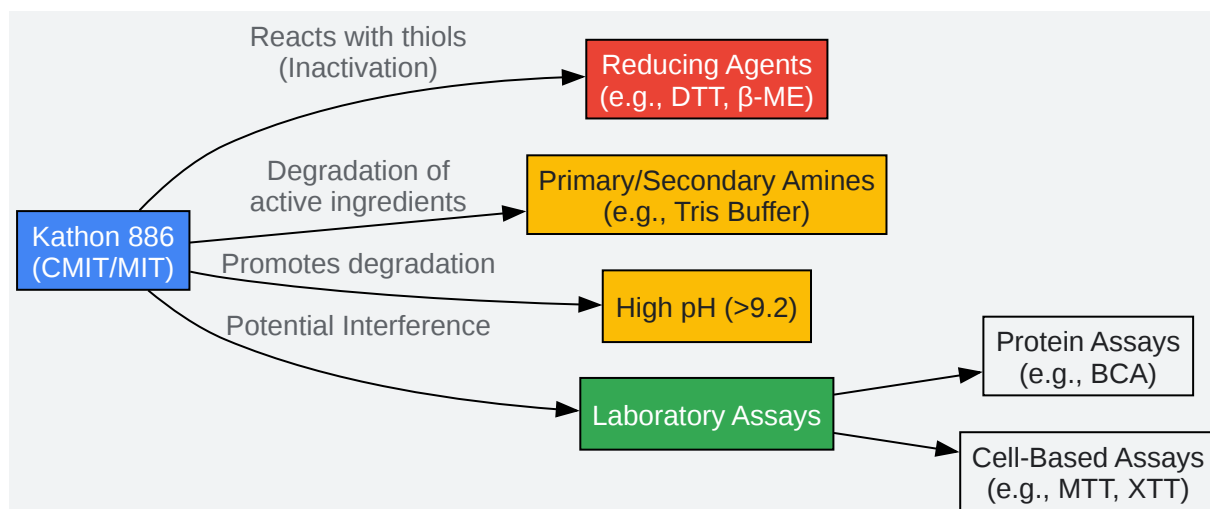 Reacts with thiols
(Inactivation)
Reducing Agents
(e.g., DTT, β-ME)
Degradation of
active ingredients
Primary/Secondary Amines
(e.g., Tris Buffer)
Kathon 886
(CMIT/MIT)
Promotes degradation
High pH (>9.2)
Potential Interference
Laboratory Assays
Protein Assays
(e.g., BCA)
Cell-Based Assays
(e.g., MTT, XTT)